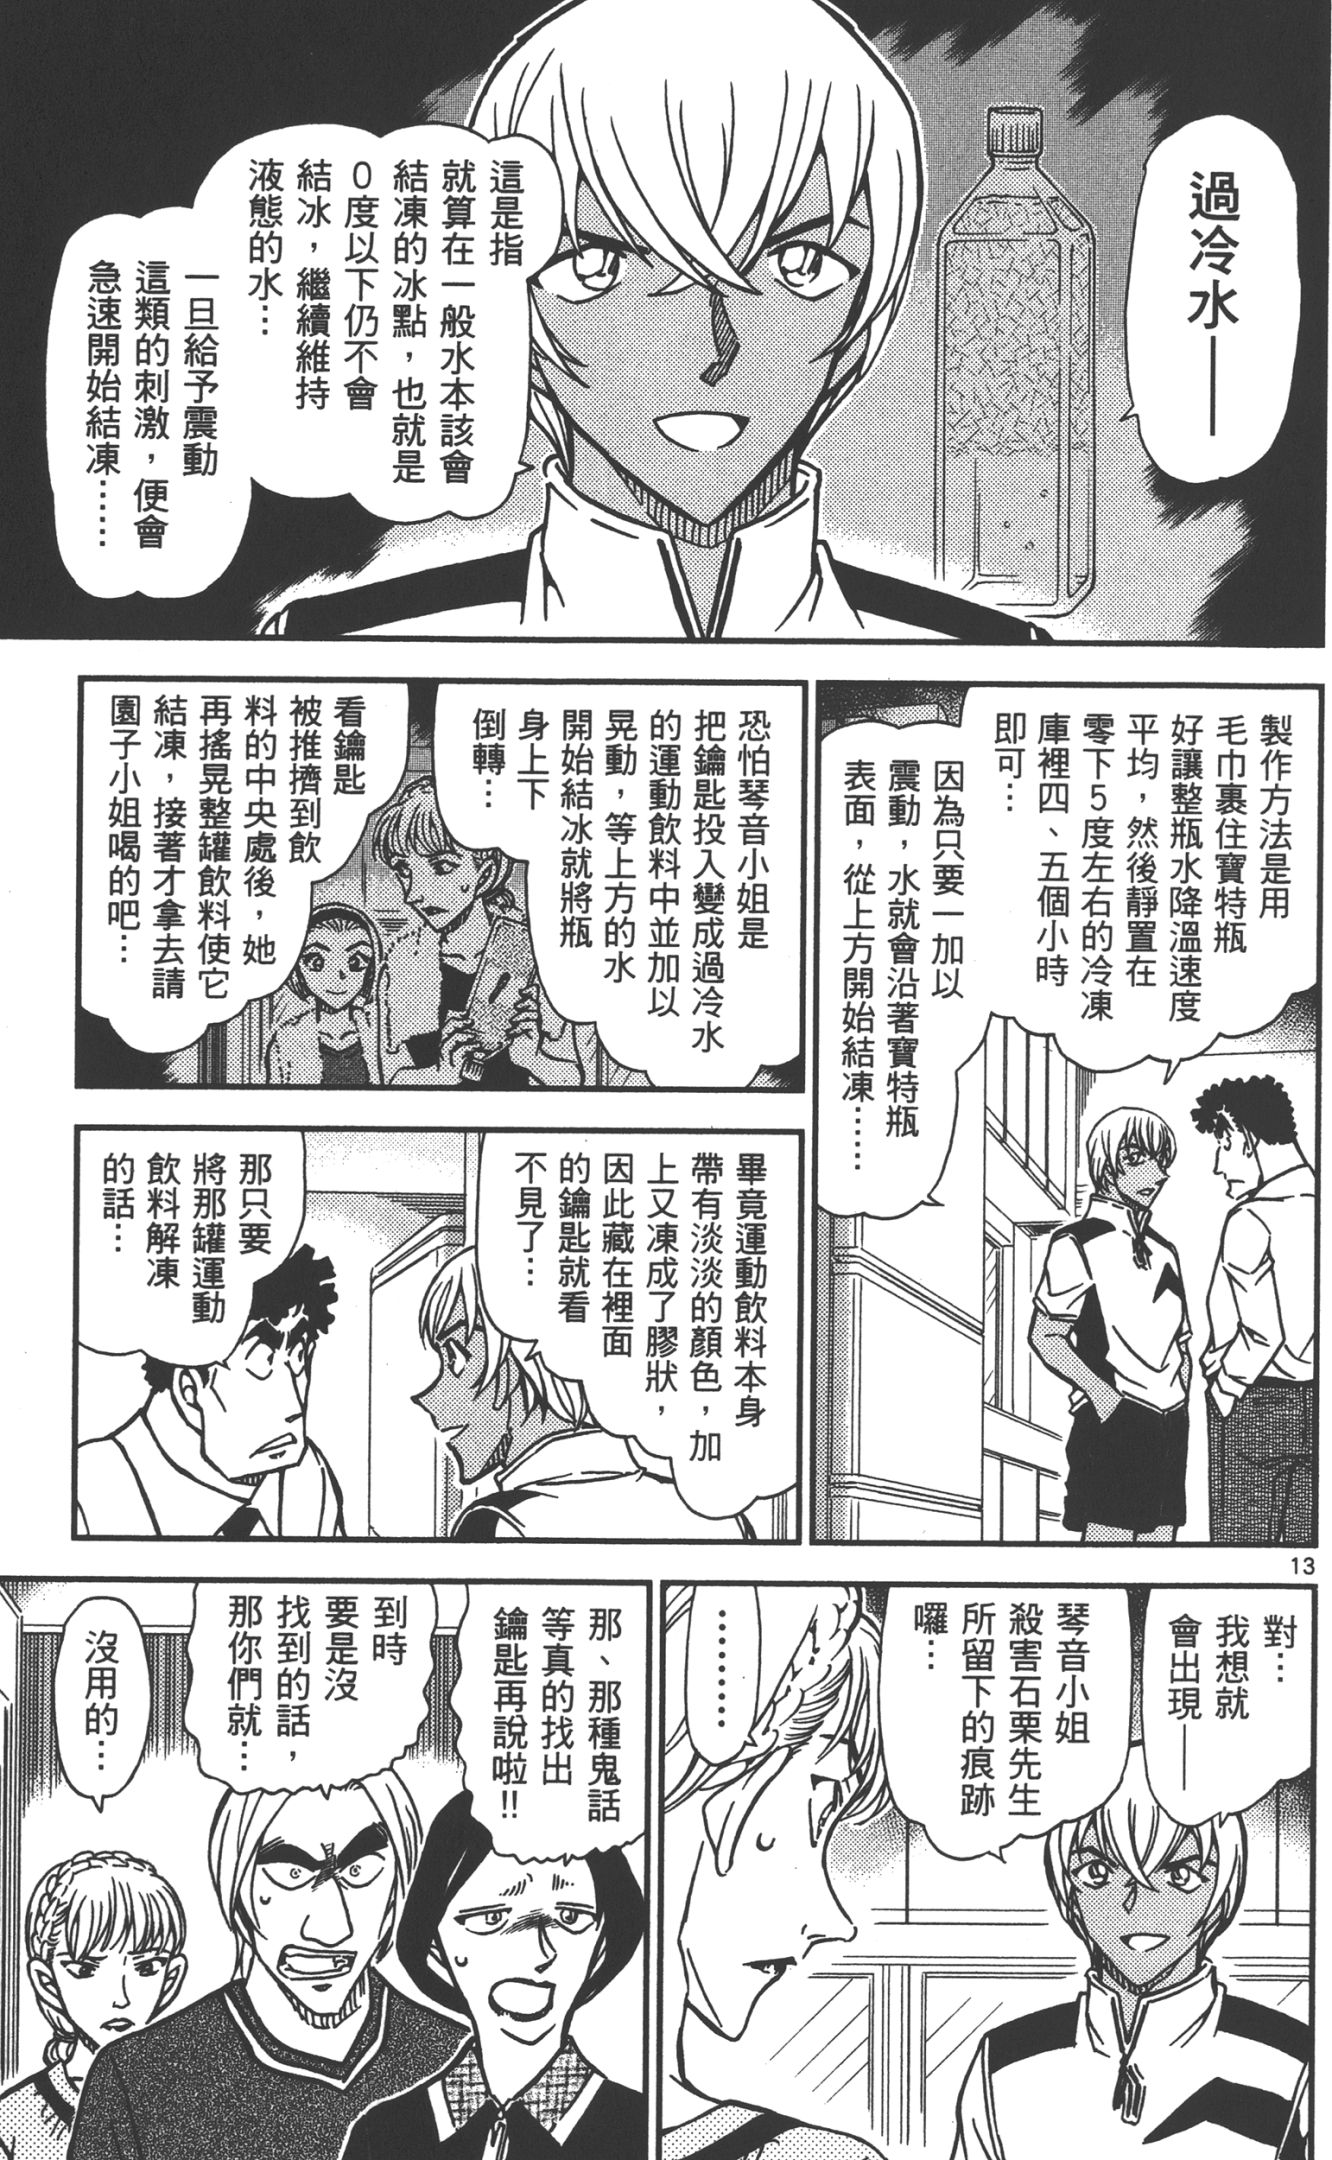 過冷水——
這是指
就算在一般水本該會
結凍的冰點，也就是
０度以下仍不會
結冰，繼續維持
液態的水…
一旦給予震動
這類的刺激，便會
急速開始結凍……
製作方法是用
毛巾裹住寶特瓶
好讓整瓶水降溫速度
平均，然後靜置在
零下5度左右的冷凍
庫裡四、五個小時
即可…
因為只要一加以
震動，水就會沿著寶特瓶
表面，從上方開始結凍……
恐怕琴音小姐是
把鑰匙投入變成過冷水
的運動飲料中並加以
晃動，等上方的水
開始結冰就將瓶
身上下
倒轉…
看鑰匙
被推擠到飲
料的中央處後，她
再搖晃整罐飲料使它
結凍，接著才拿去請
園子小姐喝的吧…
畢竟運動飲料本身
帶有淡淡的顏色，加
上又凍成了膠狀，
因此藏在裡面
的鑰匙就看
不見了…
那只要
將那罐運動
飲料解凍
的話…
13
對…
我想就
會出現——
琴音小姐
殺害石栗先生
所留下的痕跡
囉…
………
那、那種鬼話
等真的找出
鑰匙再說啦!!
到時
要是沒
找到的話，
那你們就…
沒用的…